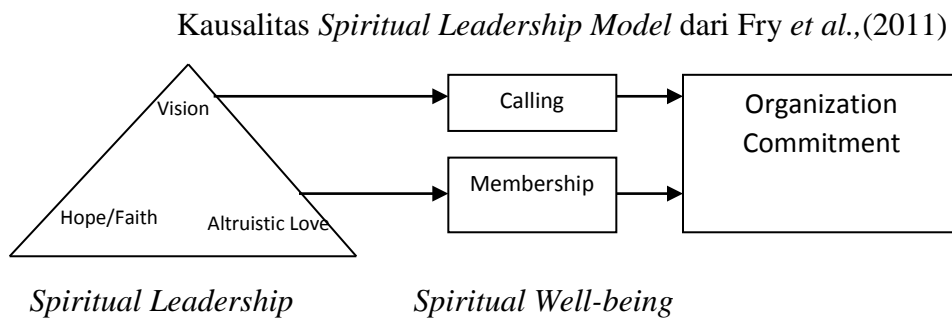 Kausalitas Spiritual Leadership Model dari Fry et al.,(2011)
Vision
Hope/Faith
Altruistic Love
Calling
Membership
Organization
Commitment
Spiritual Leadership
Spiritual Well-being